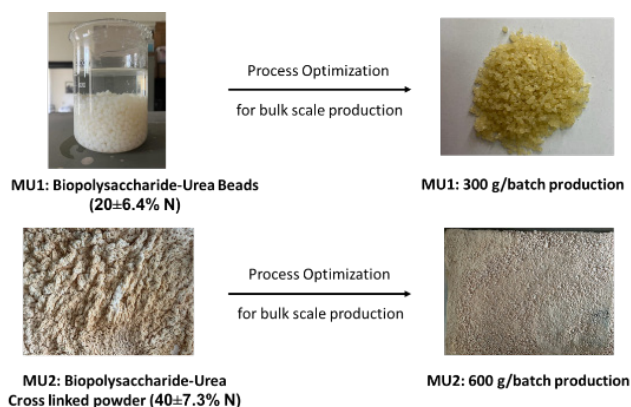 Process Optimization
for bulk scale production
MU1: Biopolysaccharide-Urea Beads
(20±6.4% N)
MU1: 300 g/batch production
Process Optimization
for bulk scale production
MU2: Biopolysaccharide-Urea
Cross linked powder (40±7.3% N)
MU2: 600 g/batch production